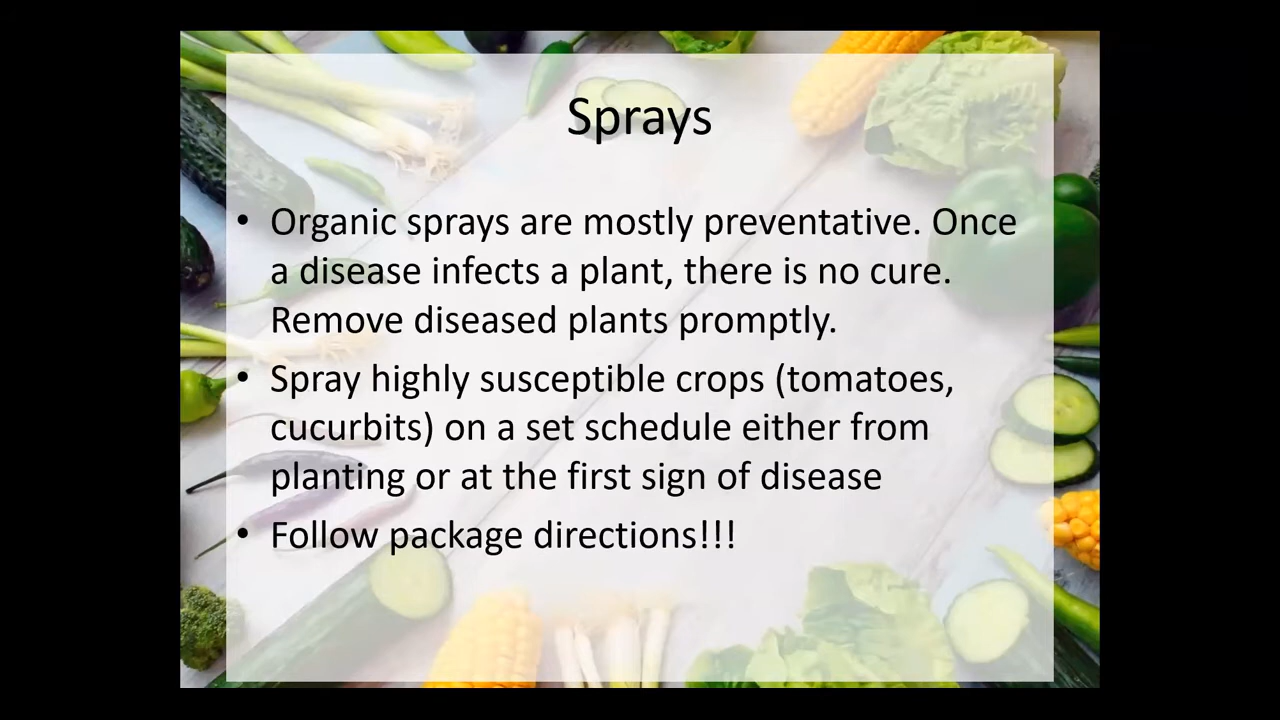 Sprays
• Organic sprays are mostly preventative. Once
a disease infects a plant, there is no cure.
Remove diseased plants promptly.
• Spray highly susceptible crops (tomatoes,
cucurbits) on a set schedule either from
planting or at the first sign of disease
• Follow package directions!!!